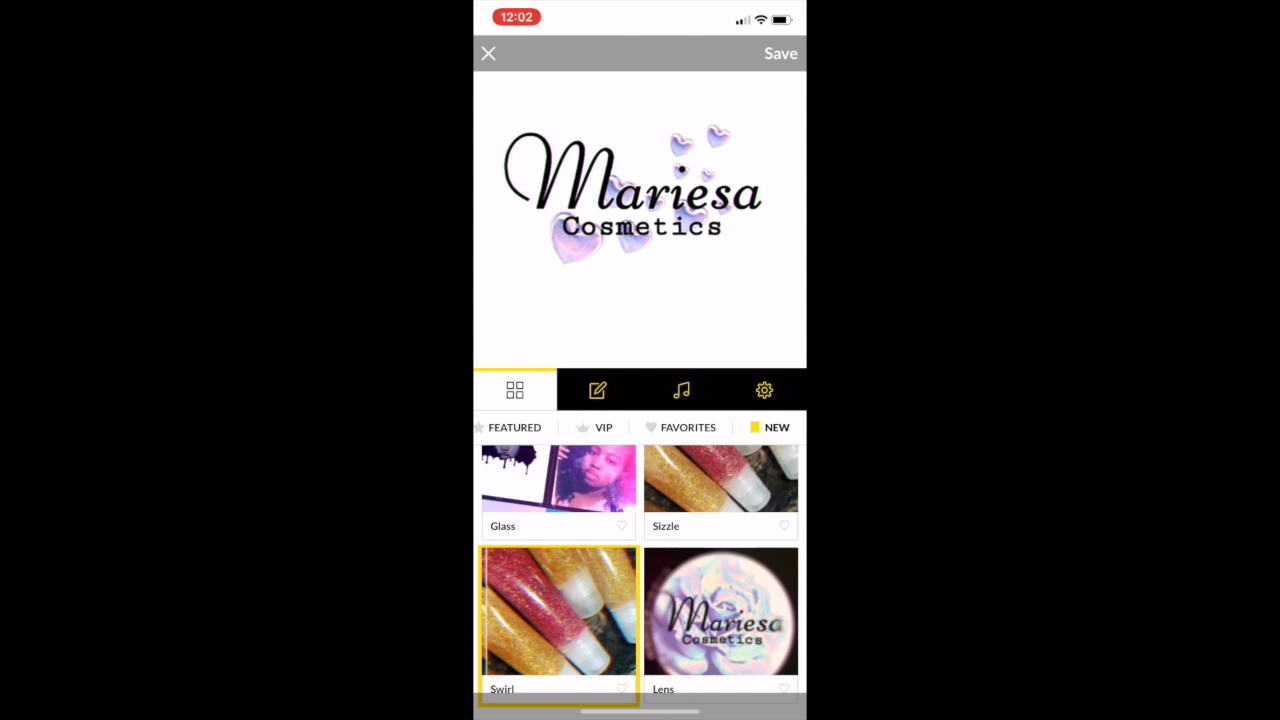 12:02
Save
Mariesa
Cosmetics
FEATURED
VIP
FAVORITES
NEW
Glass
Sizzle
Swirl
Lens
Mariesa
Cosmetics